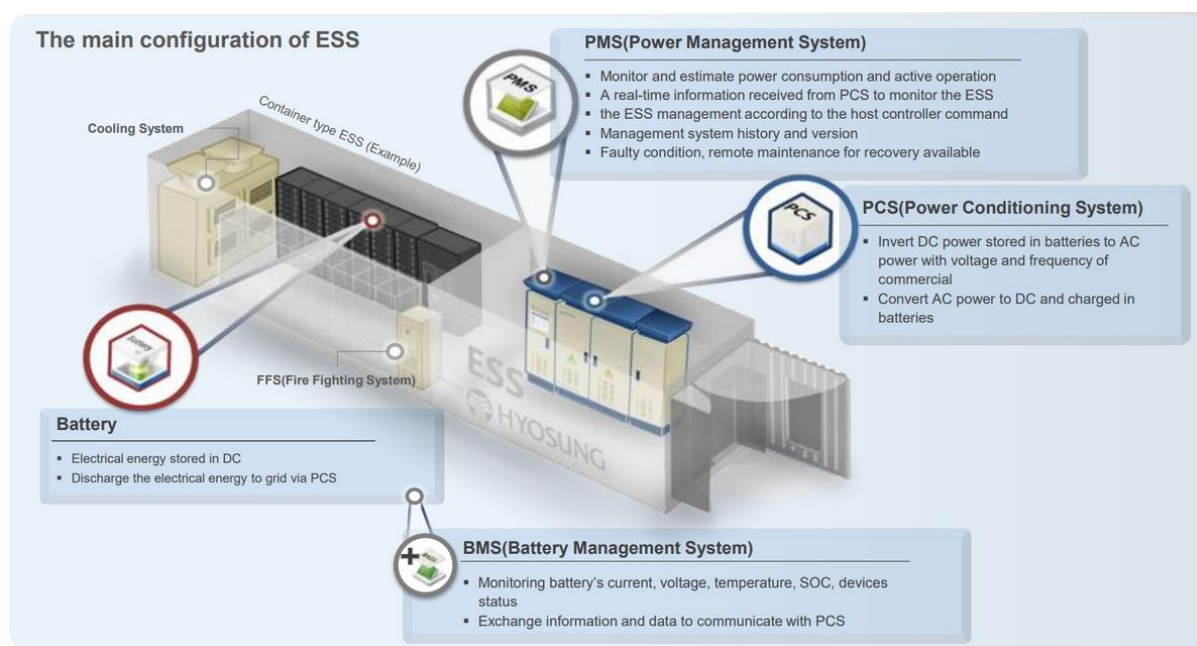 The main configuration of ESS
PMS(Power Management System)
▪ Monitor and estimate power consumption and active operation
▪ A real-time information received from PCS to monitor the ESS
▪ the ESS management according to the host controller command
▪ Management system history and version
▪ Faulty condition, remote maintenance for recovery available
PMS
Cooling System
Container type ESS (Example)
PCS
PCS(Power Conditioning System)
▪ Invert DC power stored in batteries to AC
power with voltage and frequency of
commercial
▪ Convert AC power to DC and charged in
batteries
Battery
FFS(Fire Fighting System)
ESS
HYOSUNG
Battery
▪ Electrical energy stored in DC
▪ Discharge the electrical energy to grid via PCS
BMS(Battery Management System)
▪ Monitoring battery's current, voltage, temperature, SOC, devices
status
▪ Exchange information and data to communicate with PCS